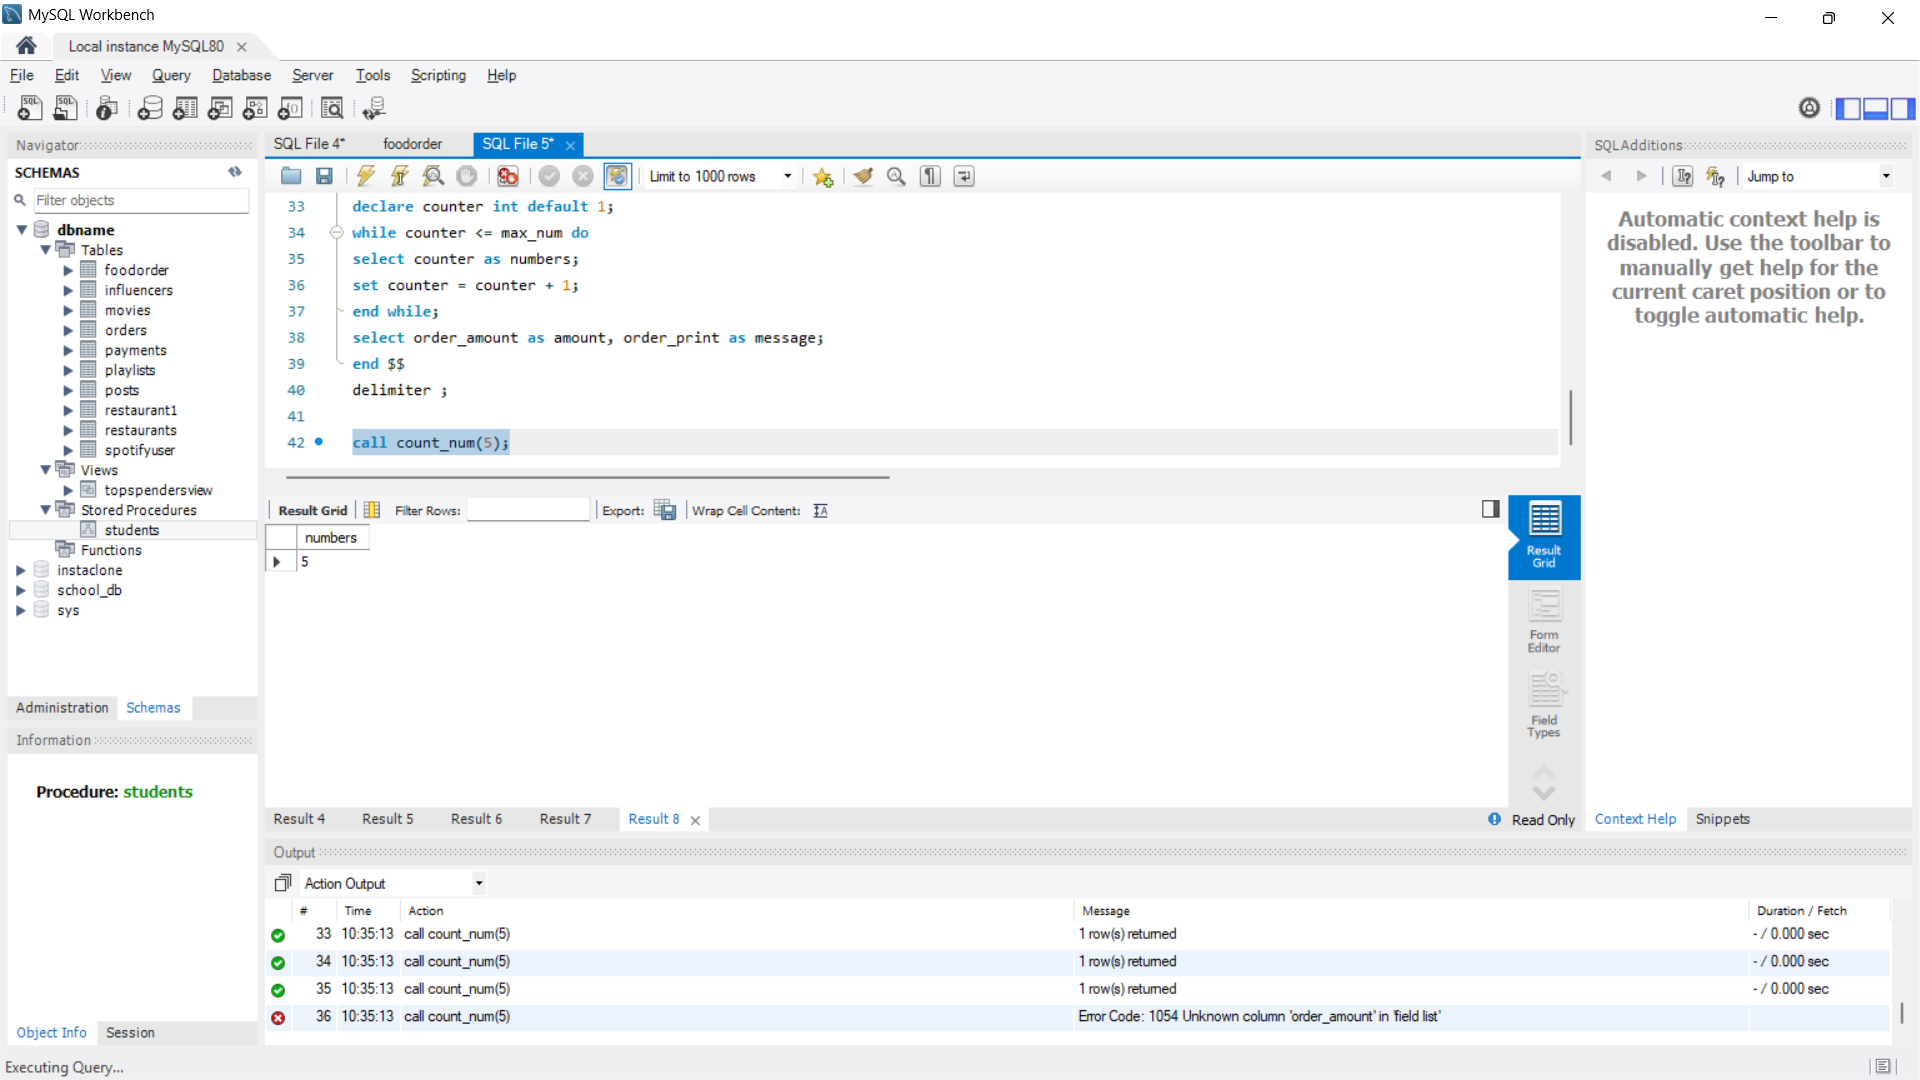 MySQL Workbench
Local instance MySQL80
File Edit View Query Database Server Tools Scripting Help
Navigator
SCHEMAS
Filter objects
dbname
Tables
foodorder
influencers
movies
orders
payments
playlists
posts
restaurant1
restaurants
spotifyuser
Views
topspendersview
Stored Procedures
students
Functions
instaclone
school_db
sys
Administration Schemas
Information
Procedure: students
Object Info Session
SQL File 4* foodorder SQL File 5*
Limit to 1000 rows
33 declare counter int default 1;
34 while counter <= max_num do
35 select counter as numbers;
36 set counter = counter + 1;
37 end while;
38 select order_amount as amount, order_print as message;
39 end $$
40 delimiter ;
41
42 call count_num(5);
Result Grid Filter Rows: Export: Wrap Cell Content:
numbers
5
Result Grid
Form Editor
Field Types
Result 4 Result 5 Result 6 Result 7 Result 8 Read Only
SQLAdditions
Jump to
Automatic context help is
disabled. Use the toolbar to
manually get help for the
current caret position or to
toggle automatic help.
Context Help Snippets
Output
Action Output
# Time Action Message Duration / Fetch
33 10:35:13 call count_num(5) 1 row(s) returned - / 0.000 sec
34 10:35:13 call count_num(5) 1 row(s) returned - / 0.000 sec
35 10:35:13 call count_num(5) 1 row(s) returned - / 0.000 sec
36 10:35:13 call count_num(5) Error Code: 1054 Unknown column 'order_amount' in 'field list'
Executing Query...